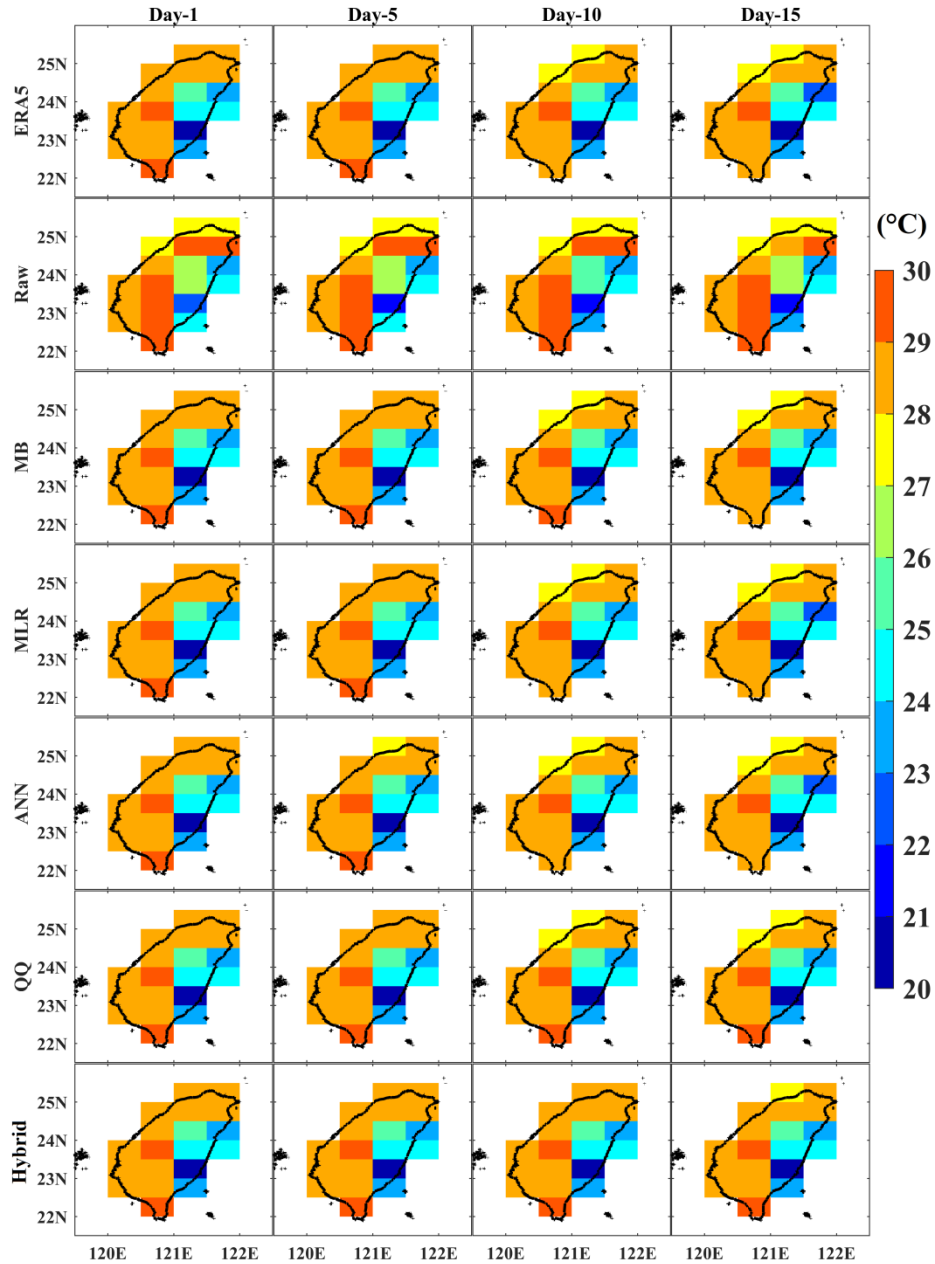 Day-1 Day-5 Day-10 Day-15
ERA5
25N
24N
23N
22N
Raw
25N
24N
23N
22N
MB
25N
24N
23N
22N
MLR
25N
24N
23N
22N
ANN
25N
24N
23N
22N
QQ
25N
24N
23N
22N
Hybrid
25N
24N
23N
22N
120E 121E 122E 120E 121E 122E 120E 121E 122E 120E 121E 122E
(°C)
30
29
28
27
26
25
24
23
22
21
20